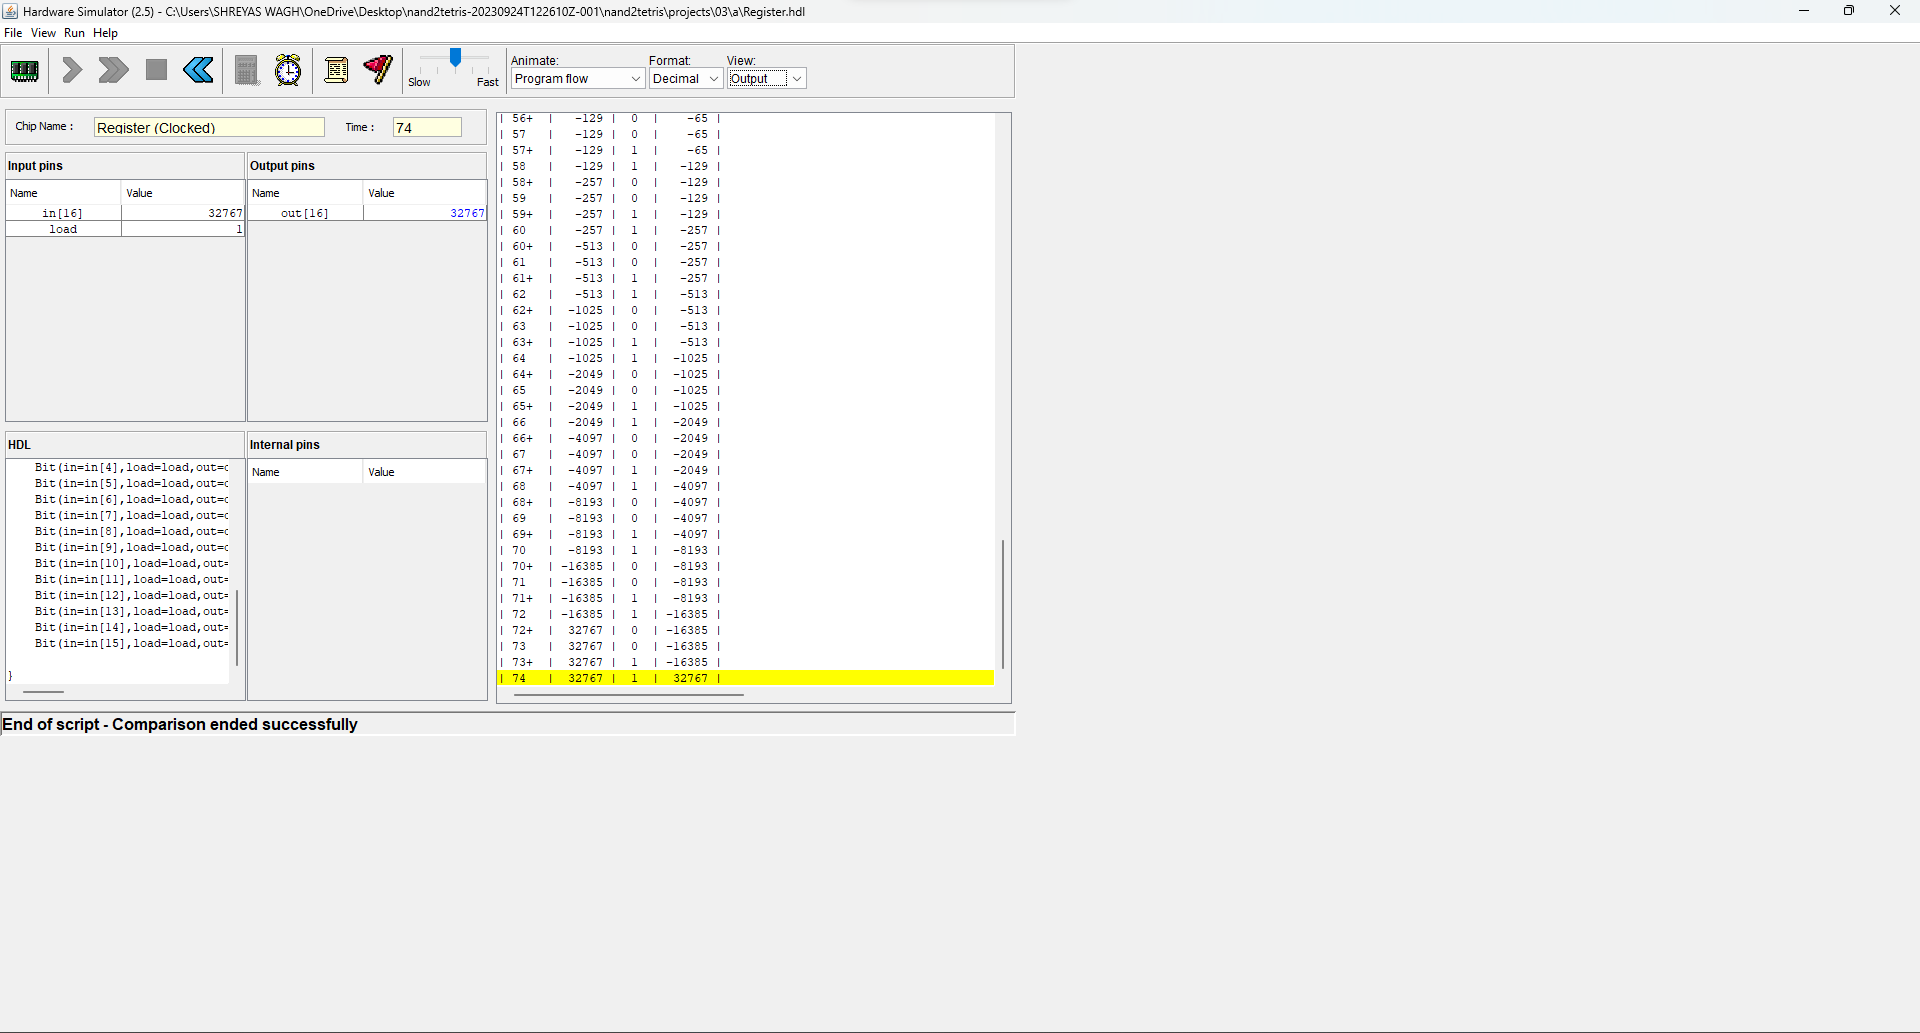 Hardware Simulator (2.5) - C:\Users\SHREYAS WAGH\OneDrive\Desktop\nand2tetris-20230924T122610Z-001\nand2tetris\projects\03\a\Register.hdl
File View Run Help
Slow Fast
Animate: Format: View:
Program flow Decimal Output
Chip Name : Register (Clocked) Time : 74
Input pins
Name Value
in[16] 32767
load 1
Output pins
Name Value
out[16] 32767
HDL
Bit(in=in[4],load=load,out=
Bit(in=in[5],load=load,out=
Bit(in=in[6],load=load,out=
Bit(in=in[7],load=load,out=
Bit(in=in[8],load=load,out=
Bit(in=in[9],load=load,out=
Bit(in=in[10],load=load,out=
Bit(in=in[11],load=load,out=
Bit(in=in[12],load=load,out=
Bit(in=in[13],load=load,out=
Bit(in=in[14],load=load,out=
Bit(in=in[15],load=load,out=
}
Internal pins
Name Value
| 56+ | -129 | 0 | -65 |
| 57 | -129 | 0 | -65 |
| 57+ | -129 | 1 | -65 |
| 58 | -129 | 1 | -129 |
| 58+ | -257 | 0 | -129 |
| 59 | -257 | 0 | -129 |
| 59+ | -257 | 1 | -129 |
| 60 | -257 | 1 | -257 |
| 60+ | -513 | 0 | -257 |
| 61 | -513 | 0 | -257 |
| 61+ | -513 | 1 | -257 |
| 62 | -513 | 1 | -513 |
| 62+ | -1025 | 0 | -513 |
| 63 | -1025 | 0 | -513 |
| 63+ | -1025 | 1 | -513 |
| 64 | -1025 | 1 | -1025 |
| 64+ | -2049 | 0 | -1025 |
| 65 | -2049 | 0 | -1025 |
| 65+ | -2049 | 1 | -1025 |
| 66 | -2049 | 1 | -2049 |
| 66+ | -4097 | 0 | -2049 |
| 67 | -4097 | 0 | -2049 |
| 67+ | -4097 | 1 | -2049 |
| 68 | -4097 | 1 | -4097 |
| 68+ | -8193 | 0 | -4097 |
| 69 | -8193 | 0 | -4097 |
| 69+ | -8193 | 1 | -4097 |
| 70 | -8193 | 1 | -8193 |
| 70+ | -16385 | 0 | -8193 |
| 71 | -16385 | 0 | -8193 |
| 71+ | -16385 | 1 | -8193 |
| 72 | -16385 | 1 | -16385 |
| 72+ | 32767 | 0 | -16385 |
| 73 | 32767 | 0 | -16385 |
| 73+ | 32767 | 1 | -16385 |
| 74 | 32767 | 1 | 32767 |
End of script - Comparison ended successfully